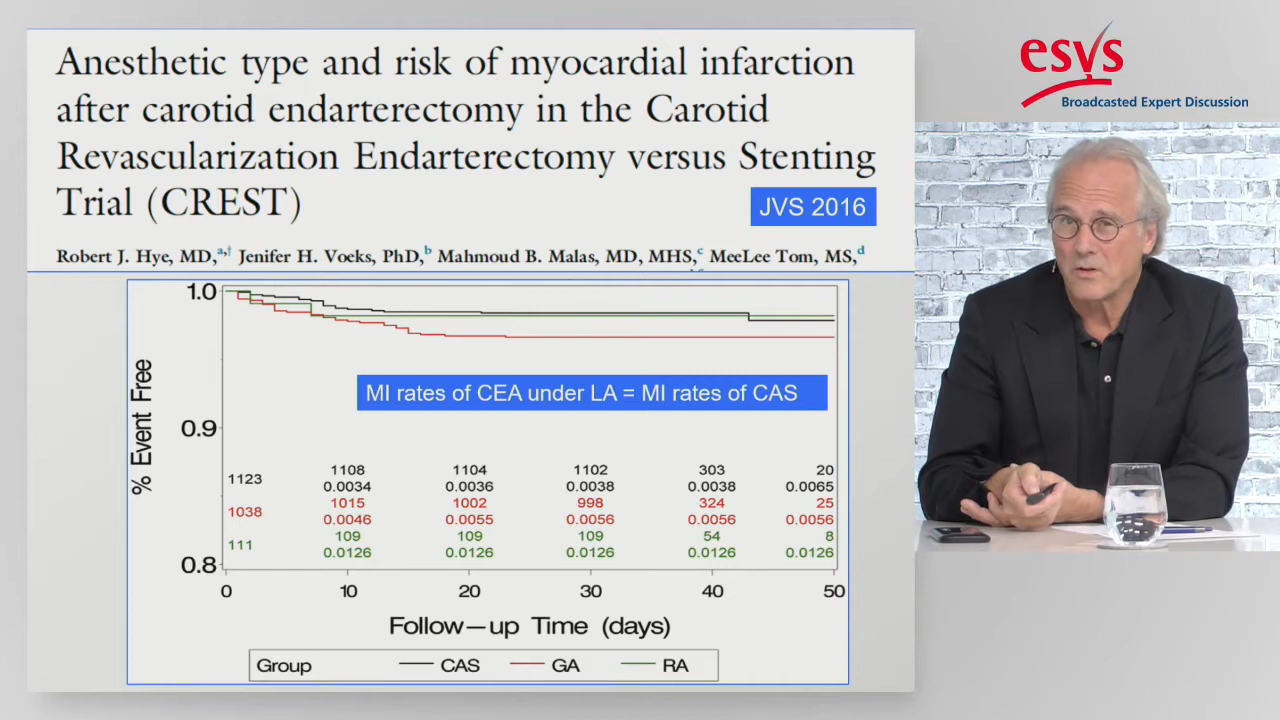 Anesthetic type and risk of myocardial infarction
after carotid endarterectomy in the Carotid
Revascularization Endarterectomy versus Stenting
Trial (CREST)
JVS 2016
Robert J. Hye, MD,a,† Jenifer H. Voeks, PhD,b Mahmoud B. Malas, MD, MHS,c MeeLee Tom, MS,d
esvs
Broadcasted Expert Discussion
% Event Free
1.0
0.9
0.8
MI rates of CEA under LA = MI rates of CAS
1123 1108 1104 1102 303 20
0.0034 0.0036 0.0038 0.0038 0.0065
1038 1015 1002 998 324 25
0.0046 0.0055 0.0056 0.0056 0.0056
111 109 109 109 54 8
0.0126 0.0126 0.0126 0.0126 0.0126
0 10 20 30 40 50
Follow-up Time (days)
Group CAS GA RA